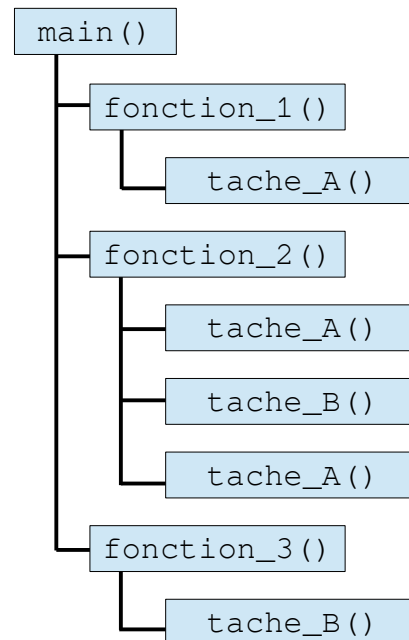 main()
fonction_1()
tache_A()
fonction_2()
tache_A()
tache_B()
tache_A()
fonction_3()
tache_B()